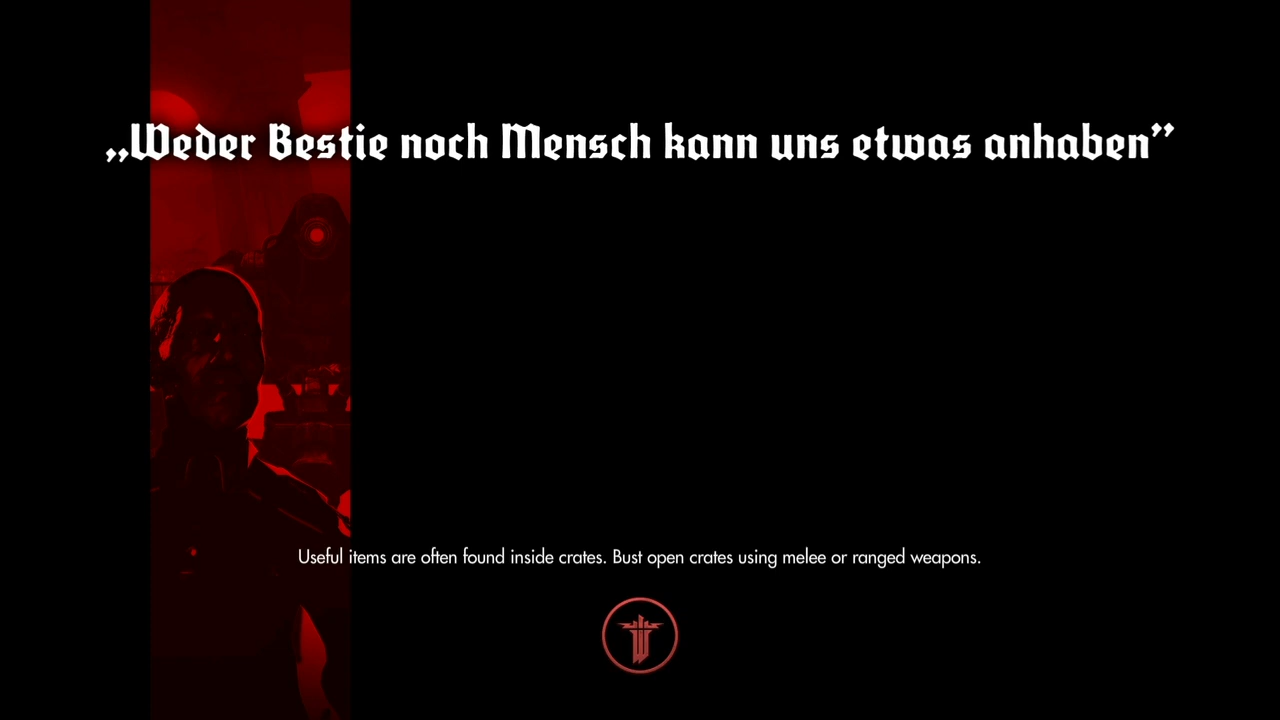 „Weder Bestie noch Mensch kann uns etwas anhaben”
Useful items are often found inside crates. Bust open crates using melee or ranged weapons.